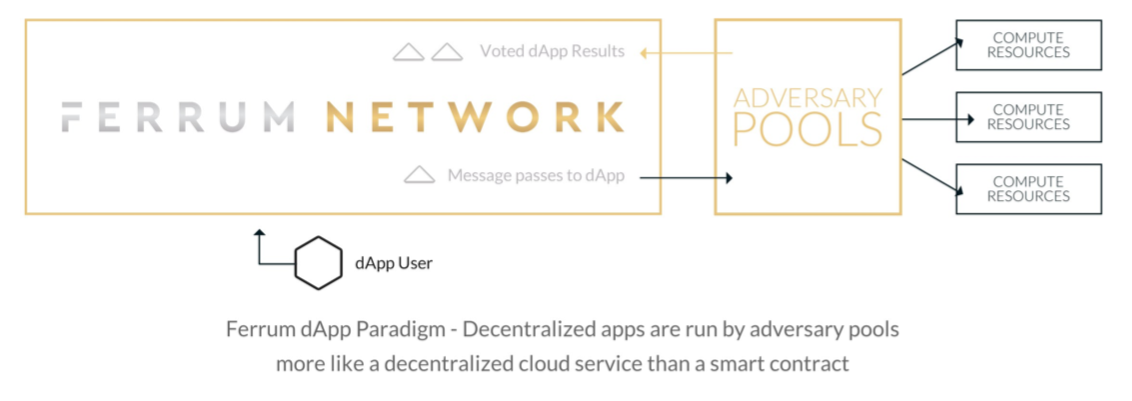 Voted dApp Results
FERRUM NETWORK
Message passes to dApp
ADVERSARY
POOLS
COMPUTE
RESOURCES
COMPUTE
RESOURCES
COMPUTE
RESOURCES
dApp User
Ferrum dApp Paradigm - Decentralized apps are run by adversary pools
more like a decentralized cloud service than a smart contract